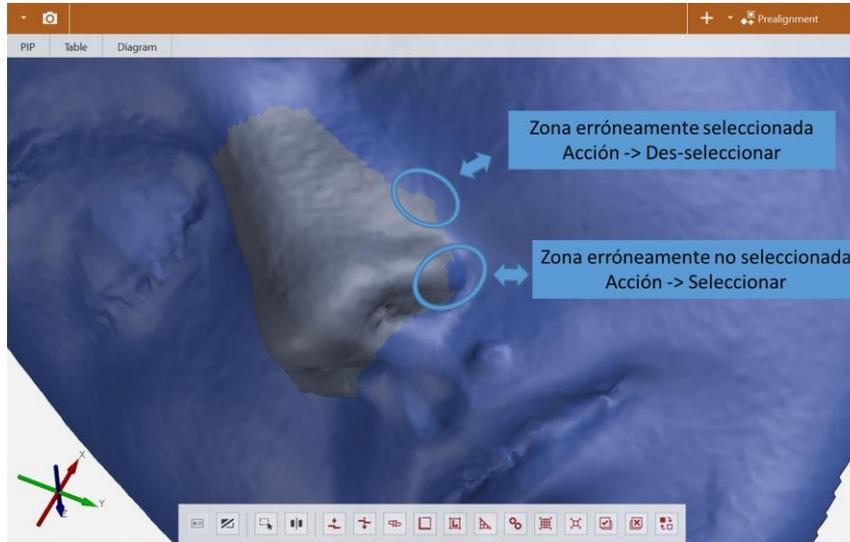 Prealignment
PIP Table Diagram
Zona erróneamente seleccionada
Acción -> Des-seleccionar
Zona erróneamente no seleccionada
Acción -> Seleccionar
X
Y
Z